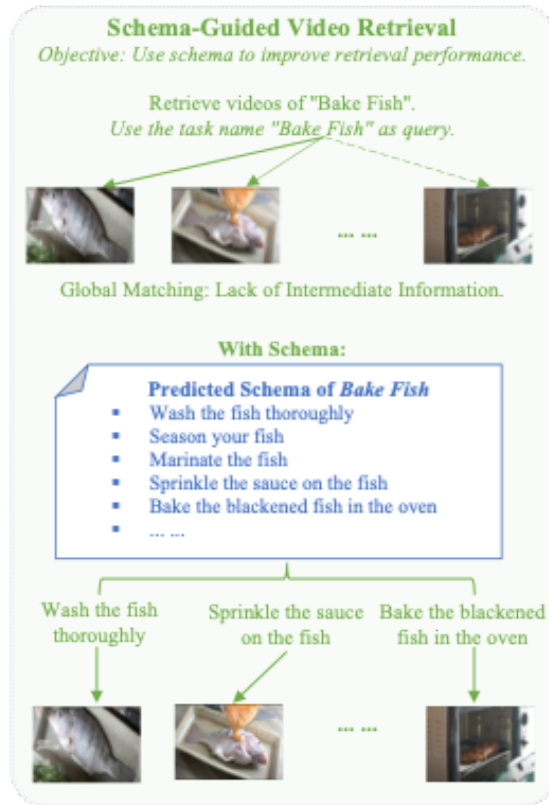 Schema-Guided Video Retrieval
Objective: Use schema to improve retrieval performance.
Retrieve videos of "Bake Fish".
Use the task name "Bake Fish" as query.
... ...
Global Matching: Lack of Intermediate Information.
With Schema:
Predicted Schema of Bake Fish
▪ Wash the fish thoroughly
▪ Season your fish
▪ Marinate the fish
▪ Sprinkle the sauce on the fish
▪ Bake the blackened fish in the oven
▪ ... ...
Wash the fish
thoroughly
Sprinkle the sauce
on the fish
Bake the blackened
fish in the oven
... ...